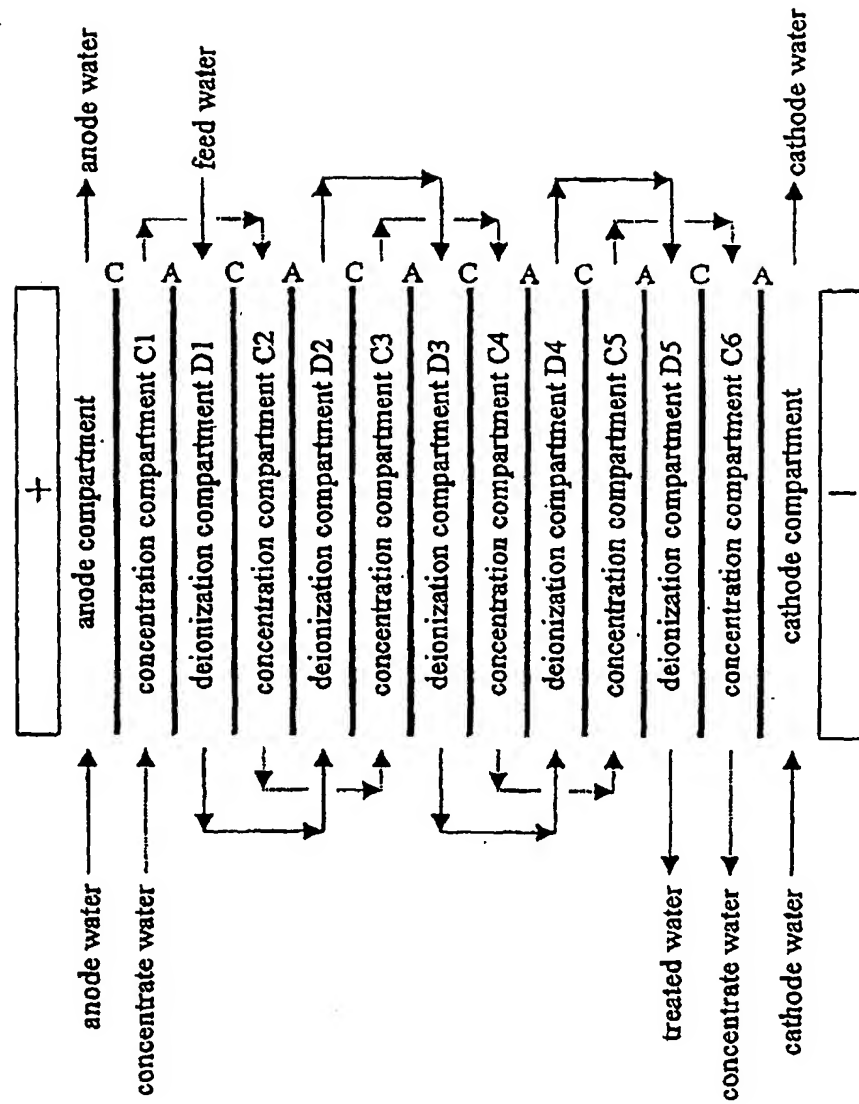 anode water
cathode water
feed water
+
anode compartment
C
concentration compartment C1
A
deionization compartment D1
C
concentration compartment C2
A
deionization compartment D2
C
concentration compartment C3
A
deionization compartment D3
C
concentration compartment C4
A
deionization compartment D4
C
concentration compartment C5
A
deionization compartment D5
C
concentration compartment C6
A
cathode compartment
−
anode water
concentrate water
treated water
concentrate water
cathode water